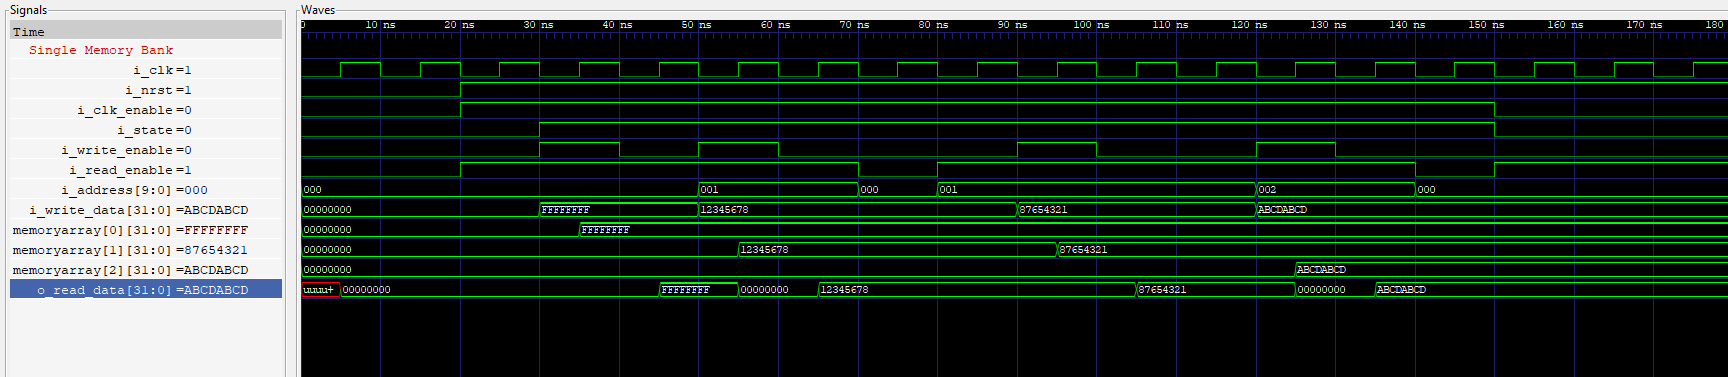 Signals
Waves
Time
0 10 ns 20 ns 30 ns 40 ns 50 ns 60 ns 70 ns 80 ns 90 ns 100 ns 110 ns 120 ns 130 ns 140 ns 150 ns 160 ns 170 ns 180
Single Memory Bank
i_clk =1
i_nrst =1
i_clk_enable =0
i_state =0
i_write_enable =0
i_read_enable =1
i_address[9:0] =000
000 001 000 001 002 000
i_write_data[31:0] =ABCDABCD
00000000 FFFFFFFF 12345678 87654321 ABCDABCD
memoryarray[0][31:0] =FFFFFFFF
00000000 FFFFFFFF
memoryarray[1][31:0] =87654321
00000000 12345678 87654321
memoryarray[2][31:0] =ABCDABCD
00000000 ABCDABCD
o_read_data[31:0] =ABCDABCD
uuuu+ 00000000 FFFFFFFF 00000000 12345678 87654321 00000000 ABCDABCD